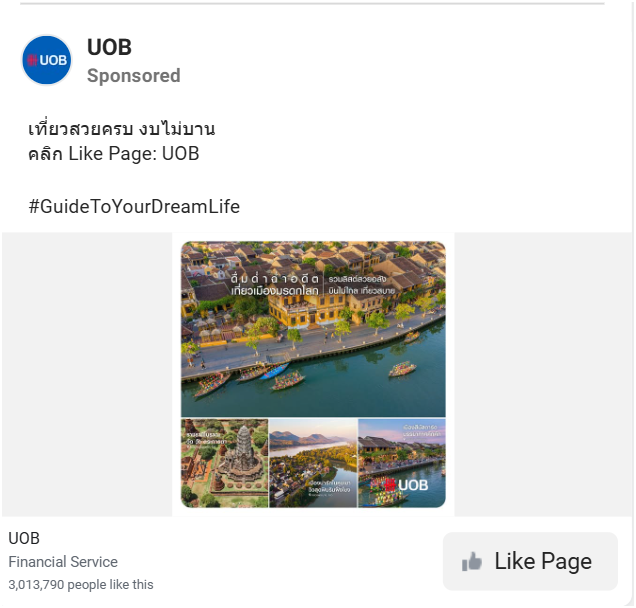 UOB
UOB
Sponsored
เที่ยวสวยครบ งบไม่บาน
คลิก Like Page: UOB
#GuideToYourDreamLife
ดื่มด่ำฉากอดีต
เที่ยวเมืองมรดกโลก
รวมลิสต์สวยอลัง
บินไม่ไกล เที่ยวสบาย
UOB
UOB
Financial Service
3,013,790 people like this
Like Page